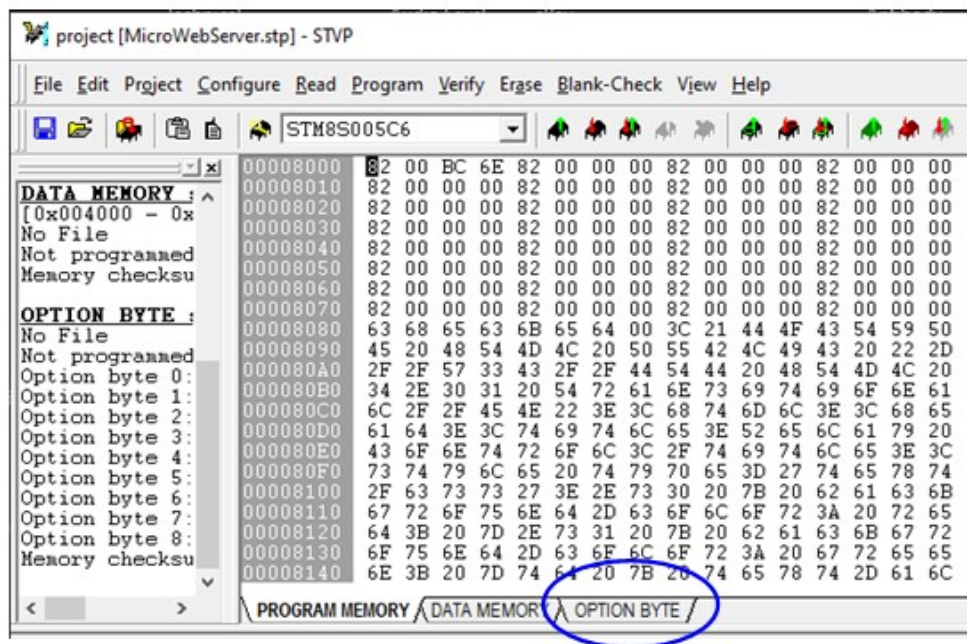 project [MicroWebServer.stp] - STVP
File Edit Project Configure Read Program Verify Erase Blank-Check View Help
STM8S005C6
DATA MEMORY :
[0x004000 - 0x
No File
Not programmed
Memory checksu
OPTION BYTE :
No File
Not programmed
Option byte 0:
Option byte 1:
Option byte 2:
Option byte 3:
Option byte 4:
Option byte 5:
Option byte 6:
Option byte 7:
Option byte 8:
Memory checksu
00008000 82 00 BC 6E 82 00 00 00 82 00 00 00 82 00 00 00
00008010 82 00 00 00 82 00 00 00 82 00 00 00 82 00 00 00
00008020 82 00 00 00 82 00 00 00 82 00 00 00 82 00 00 00
00008030 82 00 00 00 82 00 00 00 82 00 00 00 82 00 00 00
00008040 82 00 00 00 82 00 00 00 82 00 00 00 82 00 00 00
00008050 82 00 00 00 82 00 00 00 82 00 00 00 82 00 00 00
00008060 82 00 00 00 82 00 00 00 82 00 00 00 82 00 00 00
00008070 82 00 00 00 82 00 00 00 82 00 00 00 82 00 00 00
00008080 63 68 65 63 6B 65 64 00 3C 21 44 4F 43 54 59 50
00008090 45 20 48 54 4D 4C 20 50 55 42 4C 49 43 20 22 2D
000080A0 2F 2F 57 33 43 2F 2F 44 54 44 20 48 54 4D 4C 20
000080B0 34 2E 30 31 20 54 72 61 6E 73 69 74 69 6F 6E 61
000080C0 6C 2F 2F 45 4E 22 3E 3C 68 74 6D 6C 3E 3C 68 65
000080D0 61 64 3E 3C 74 69 74 6C 65 3E 52 65 6C 61 79 20
000080E0 43 6F 6E 74 72 6F 6C 3C 2F 74 69 74 6C 65 3E 3C
000080F0 73 74 79 6C 65 20 74 79 70 65 3D 27 74 65 78 74
00008100 2F 63 73 73 27 3E 2E 73 30 20 7B 20 62 61 63 6B
00008110 67 72 6F 75 6E 64 2D 63 6F 6C 6F 72 3A 20 72 65
00008120 64 3B 20 7D 2E 73 31 20 7B 20 62 61 63 6B 67 72
00008130 6F 75 6E 64 2D 63 6F 6C 6F 72 3A 20 67 72 65 65
00008140 6E 3B 20 7D 74 64 20 7B 20 74 65 78 74 2D 61 6C
PROGRAM MEMORY DATA MEMORY OPTION BYTE